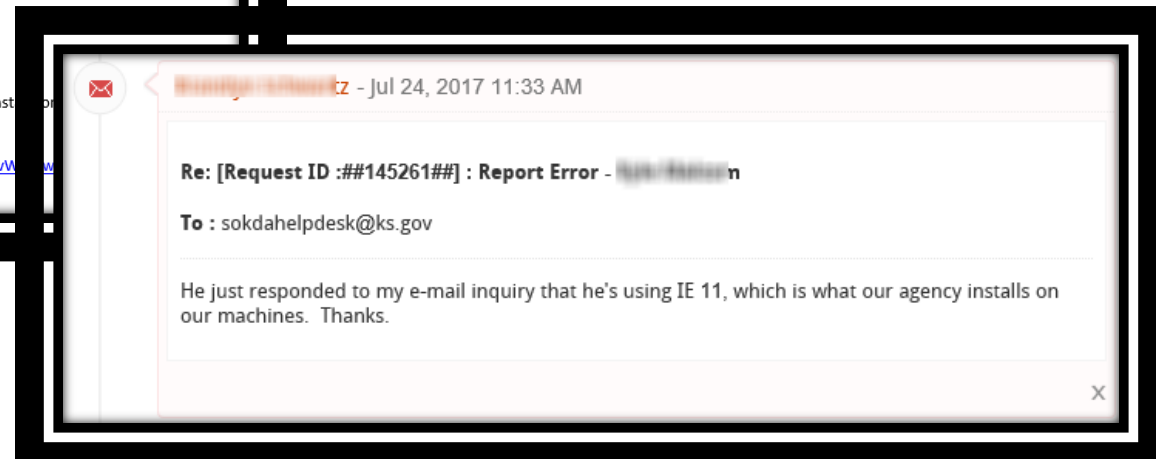 - Jul 24, 2017 11:33 AM
Re: [Request ID :##145261##] : Report Error -
To : sokdahelpdesk@ks.gov
He just responded to my e-mail inquiry that he's using IE 11, which is what our agency installs on
our machines. Thanks.
x